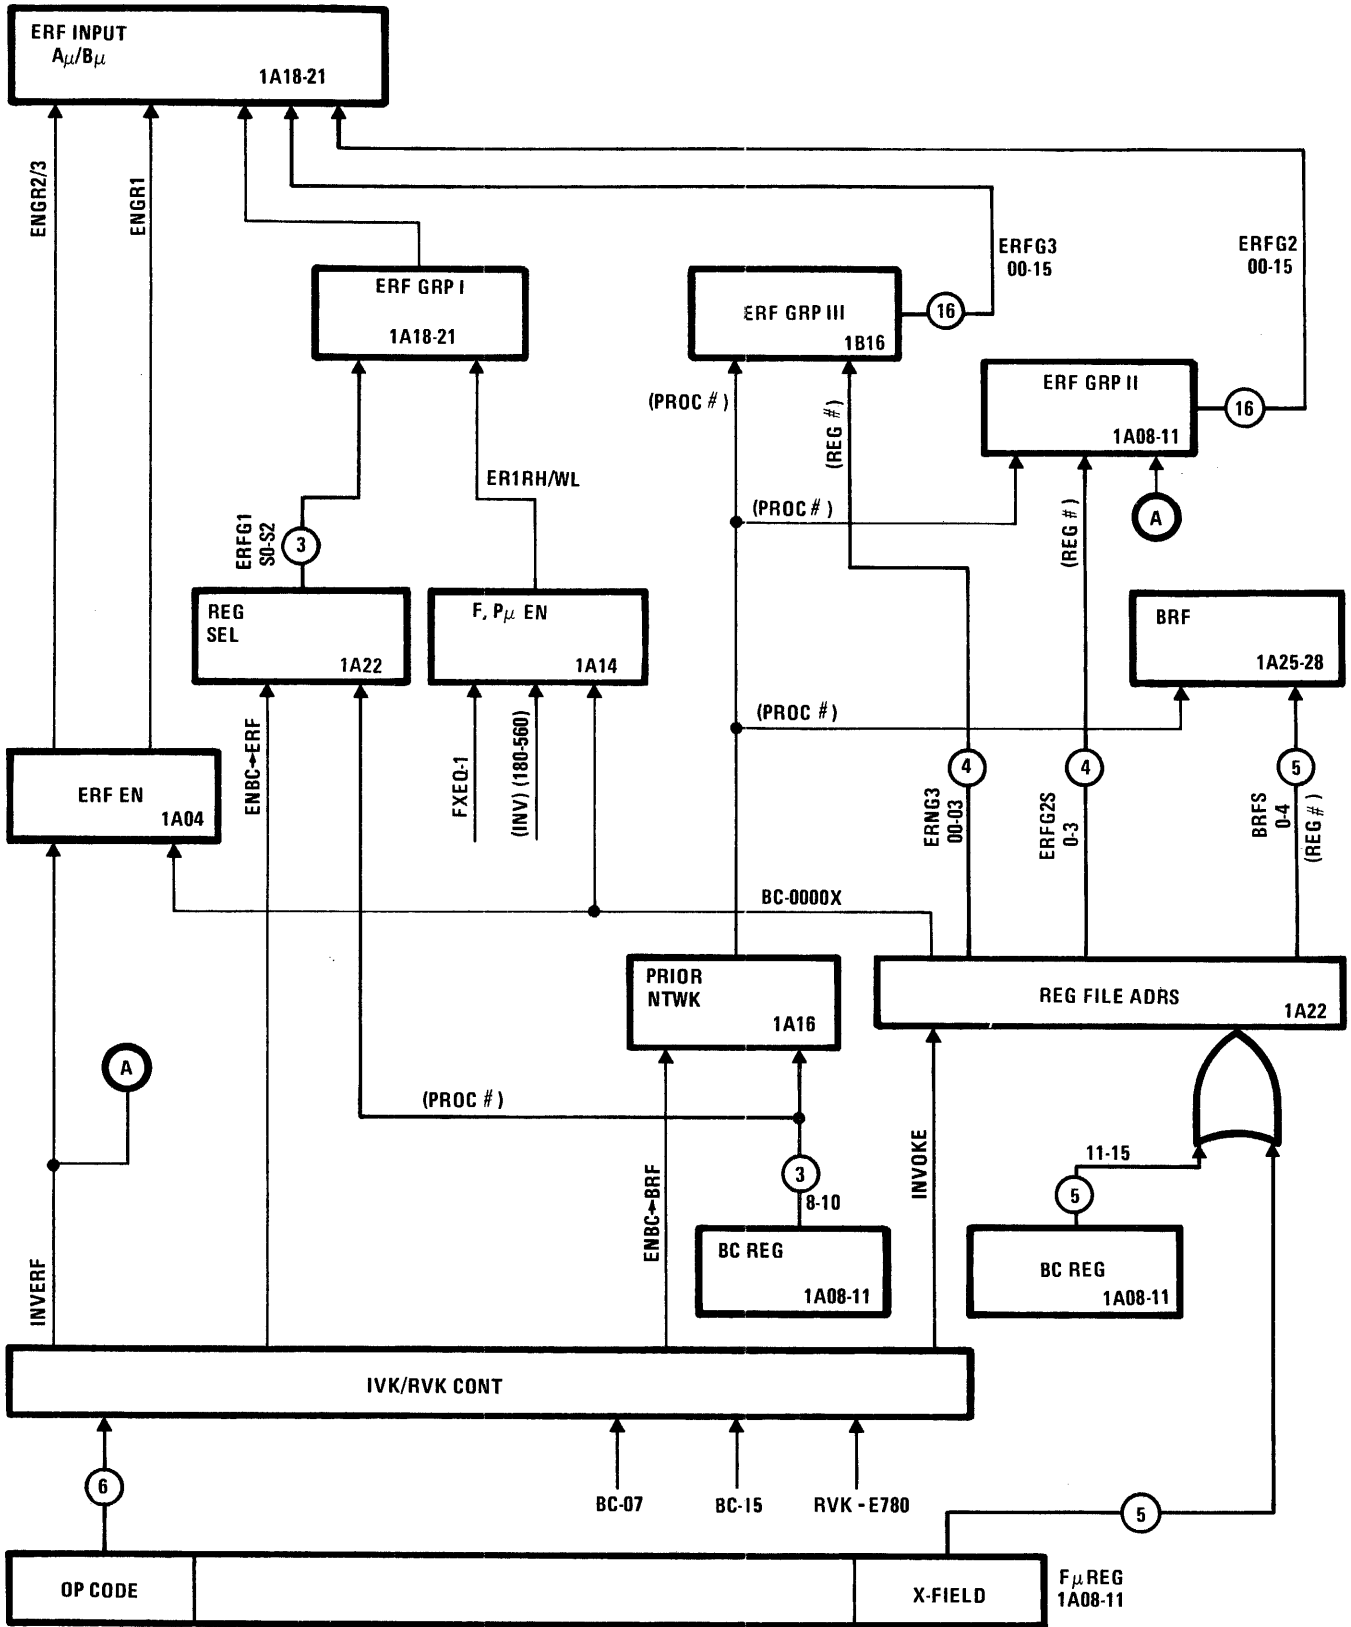 ERF INPUT
Aμ/Bμ
1A18-21
ENGR2/3
ENGR1
ERFG3
00-15
ERFG2
00-15
ERF GRP I
1A18-21
ERF GRP III
1B16
16
ERF GRP II
1A08-11
16
(PROC #)
(REG #)
ER1RH/WL
(PROC #)
(REG #)
A
ERFG1
S0-S2
3
REG
SEL
1A22
F, Pμ EN
1A14
BRF
1A25-28
(PROC #)
ERF EN
1A04
ENBC→ERF
FXEQ-1
(INV) (180-560)
4
ERNG3
00-03
4
ERFG2S
0-3
5
BRFS
0-4
(REG #)
BC-0000X
PRIOR
NTWK
1A16
REG FILE ADRS
1A22
A
(PROC #)
3
8-10
INVOKE
11-15
5
INVERF
ENBC→BRF
BC REG
1A08-11
BC REG
1A08-11
IVK/RVK CONT
6
BC-07
BC-15
RVK - E780
5
OP CODE
X-FIELD
FμREG
1A08-11